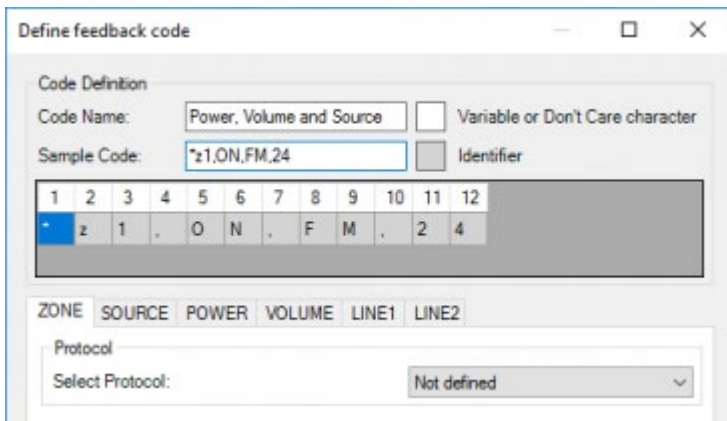 Define feedback code
Code Definition
Code Name: Power, Volume and Source Variable or Don't Care character
Sample Code: *z1,ON,FM,24 Identifier
1 2 3 4 5 6 7 8 9 10 11 12
* z 1 , O N , F M , 2 4
ZONE SOURCE POWER VOLUME LINE1 LINE2
Protocol
Select Protocol: Not defined